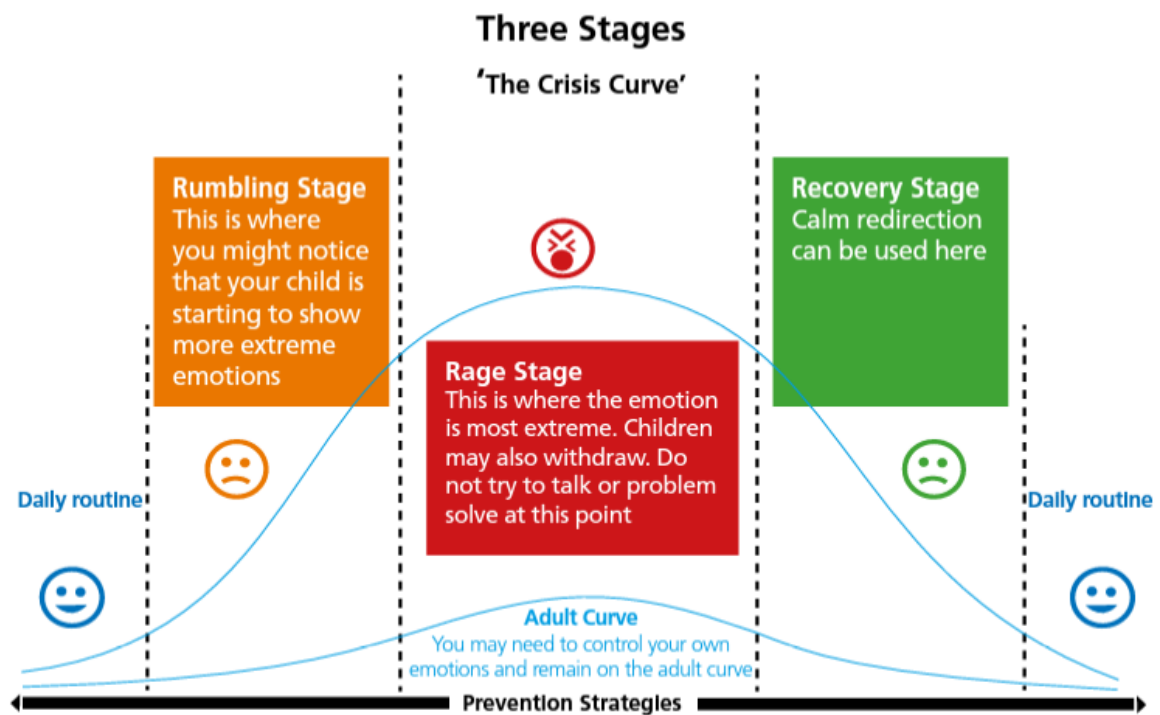 Three Stages
‘The Crisis Curve’
Rumbling Stage
This is where
you might notice
that your child is
starting to show
more extreme
emotions
Rage Stage
This is where the emotion
is most extreme. Children
may also withdraw. Do
not try to talk or problem
solve at this point
Recovery Stage
Calm redirection
can be used here
Daily routine
Daily routine
Adult Curve
You may need to control your own
emotions and remain on the adult curve
Prevention Strategies